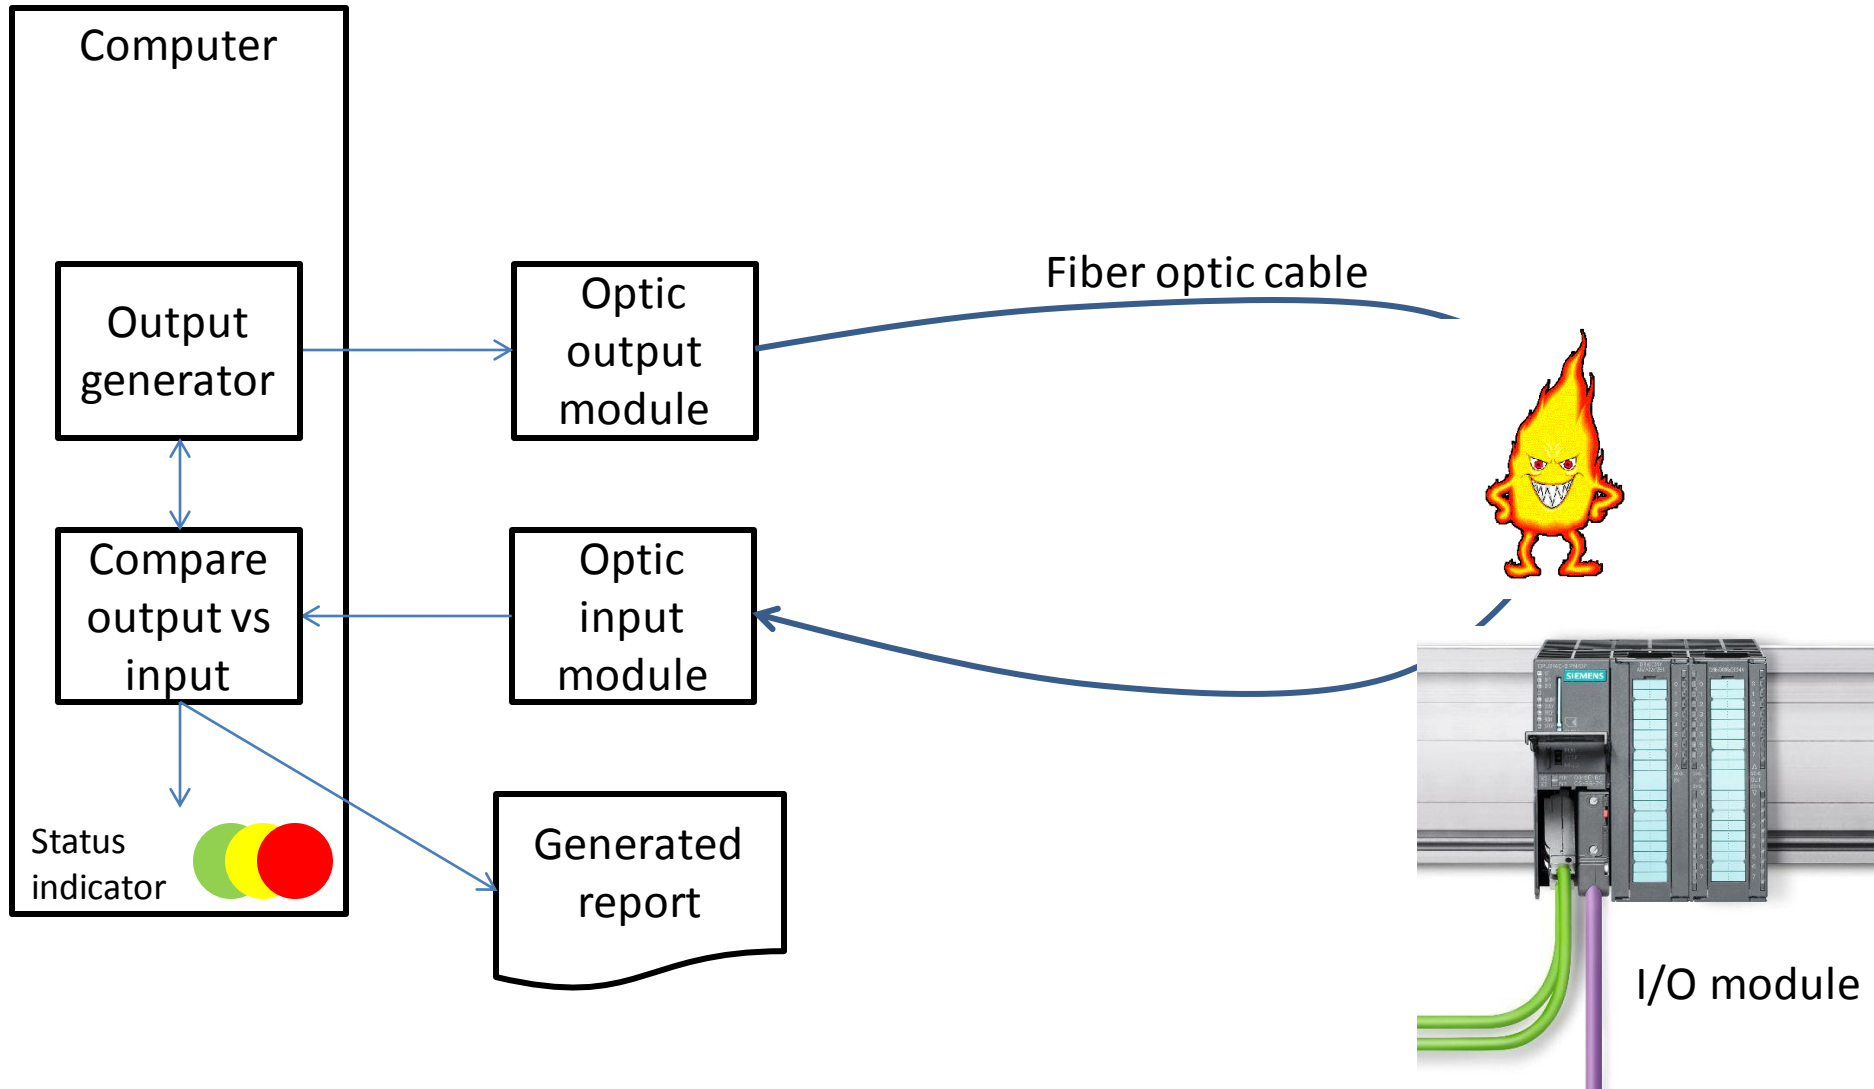 Computer
Output
generator
Optic
output
module
Fiber optic cable
Compare
output vs
input
Optic
input
module
Status
indicator
Generated
report
SIEMENS
I/O module